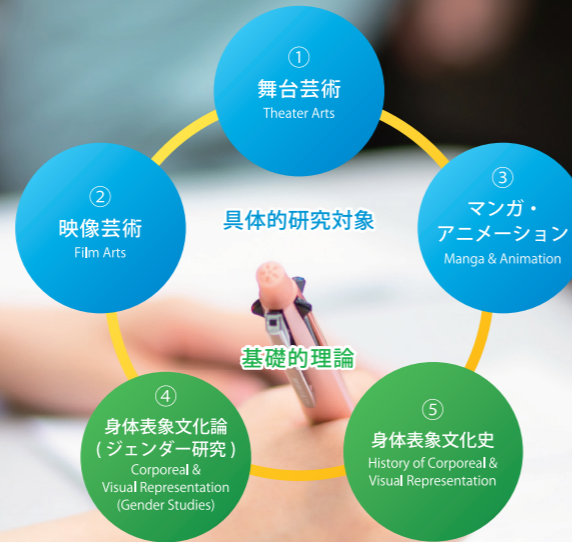 ①
舞台芸術
Theater Arts
②
映像芸術
Film Arts
③
マンガ・
アニメーション
Manga & Animation
具体的研究対象
基礎的理論
④
身体表象文化論
( ジェンダー研究 )
Corporeal &
Visual Representation
(Gender Studies)
⑤
身体表象文化史
History of Corporeal &
Visual Representation